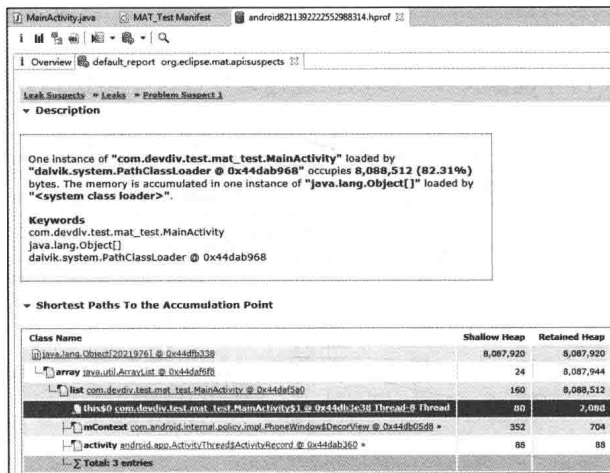 MainActivity.java MAT_Test Manifest android8211392222552988314.hprof
i Overview default_report org.eclipse.mat.api:suspects
Leak Suspects » Leaks » Problem Suspect 1
Description
One instance of "com.devdiv.test.mat_test.MainActivity" loaded by
"dalvik.system.PathClassLoader @ 0x44dab968" occupies 8,088,512 (82.31%)
bytes. The memory is accumulated in one instance of "java.lang.Object[]" loaded by
"<system class loader>".
Keywords
com.devdiv.test.mat_test.MainActivity
java.lang.Object[]
dalvik.system.PathClassLoader @ 0x44dab968
Shortest Paths To the Accumulation Point
Class Name Shallow Heap Retained Heap
java.lang.Object[2021976] @ 0x44dfb338 8,087,920 8,087,920
array java.util.ArrayList @ 0x44daf6f8 24 8,087,944
list com.devdiv.test.mat_test.MainActivity @ 0x44daf5a0 160 8,088,512
this$0 com.devdiv.test.mat_test.MainActivity$1 @ 0x44db3e38 Thread-8 Thread 80 2,088
mContext com.android.internal.policy.impl.PhoneWindow$DecorView @ 0x44db05d8 » 352 704
activity android.app.ActivityThread$ActivityRecord @ 0x44dab360 » 88 88
Σ Total: 3 entries